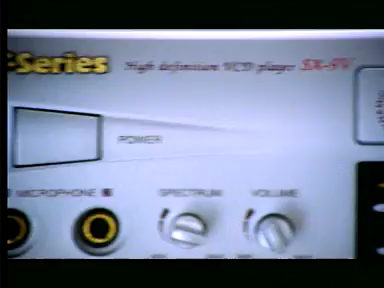 Series
High definition VCD player SX-9V
POWER
MICROPHONE
SPECTRUM VOLUME